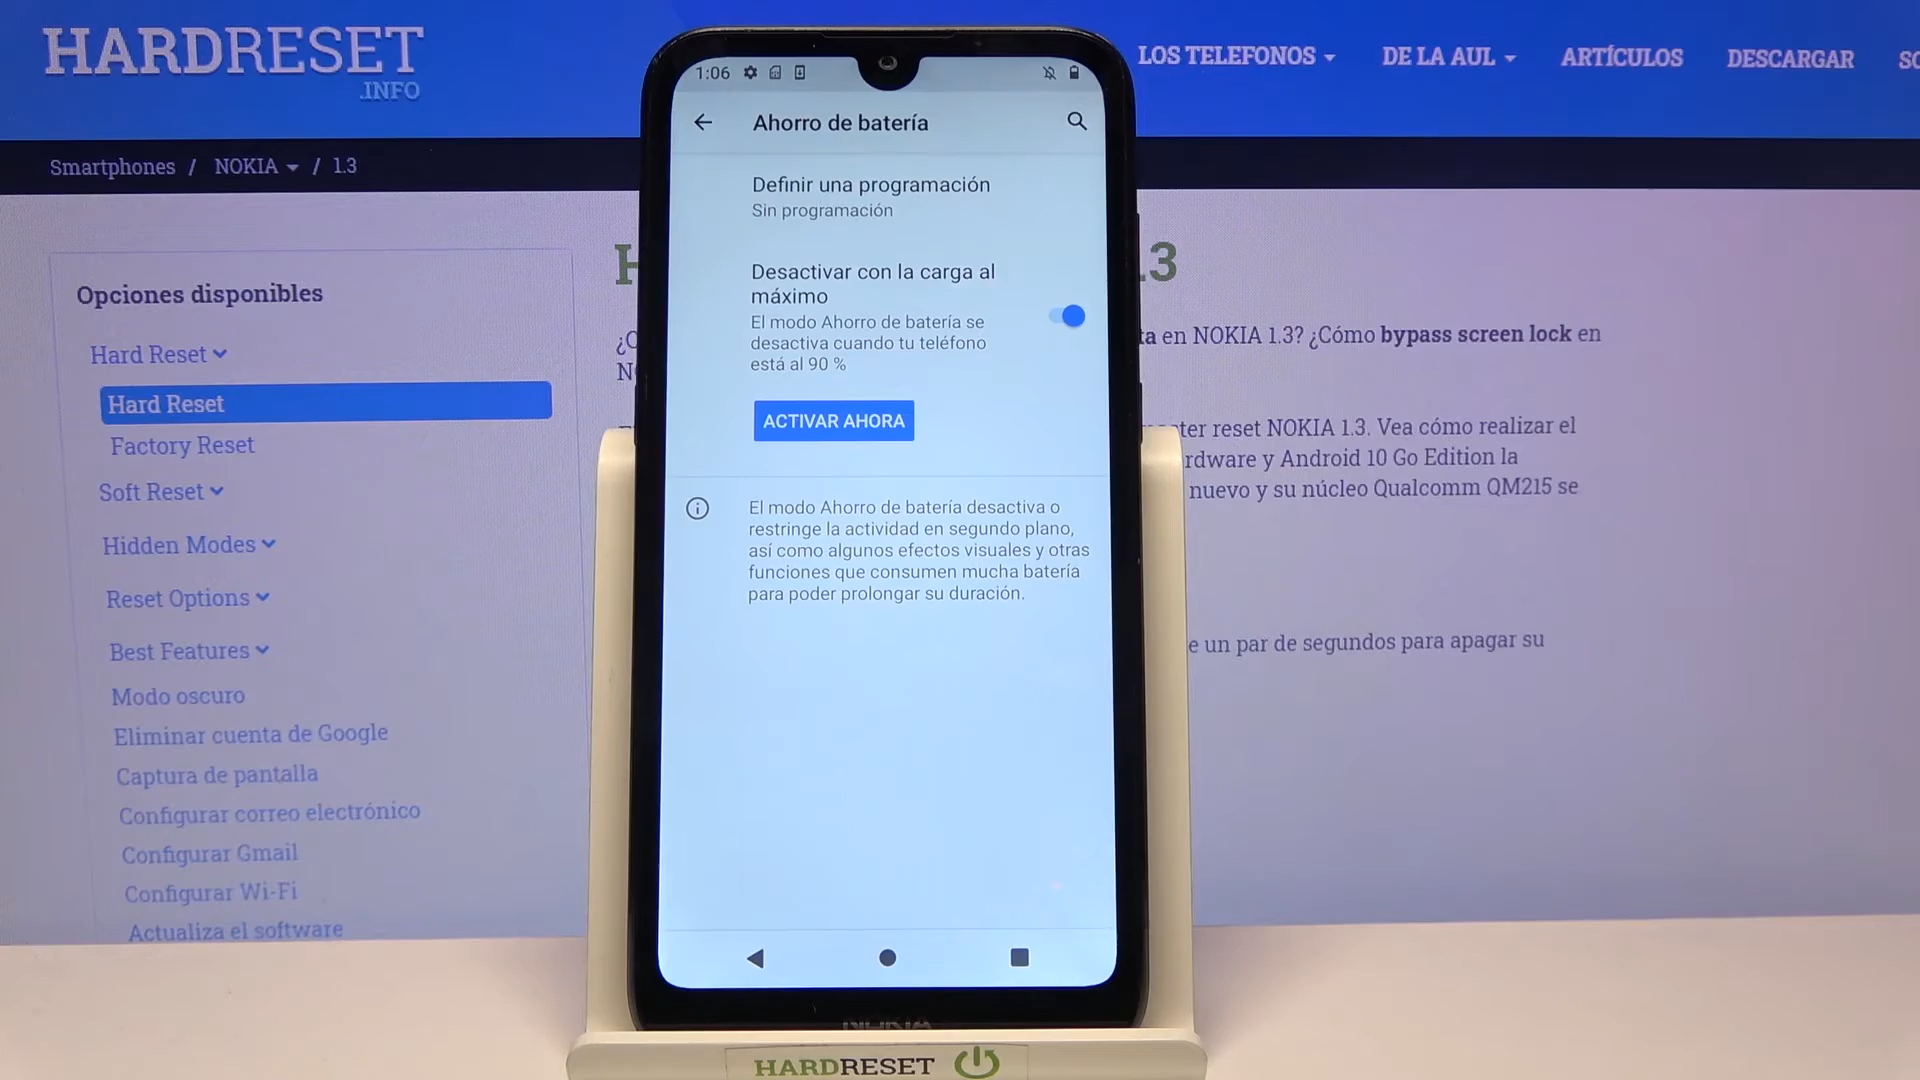 HARDRESET
.INFO
LOS TELEFONOS
DE LA AUL
ARTÍCULOS
DESCARGAR
Smartphones / NOKIA / 1.3
Opciones disponibles
Hard Reset
Hard Reset
Factory Reset
Soft Reset
Hidden Modes
Reset Options
Best Features
Modo oscuro
Eliminar cuenta de Google
Captura de pantalla
Configurar correo electrónico
Configurar Gmail
Configurar Wi-Fi
Actualiza el software
1:06
Ahorro de batería
Definir una programación
Sin programación
Desactivar con la carga al
máximo
El modo Ahorro de batería se
desactiva cuando tu teléfono
está al 90 %
ACTIVAR AHORA
El modo Ahorro de batería desactiva o
restringe la actividad en segundo plano,
así como algunos efectos visuales y otras
funciones que consumen mucha batería
para poder prolongar su duración.
.3
en NOKIA 1.3? ¿Cómo bypass screen lock en
reset NOKIA 1.3. Vea cómo realizar el
y Android 10 Go Edition la
nuevo y su núcleo Qualcomm QM215 se
un par de segundos para apagar su
NOKIA
HARDRESET